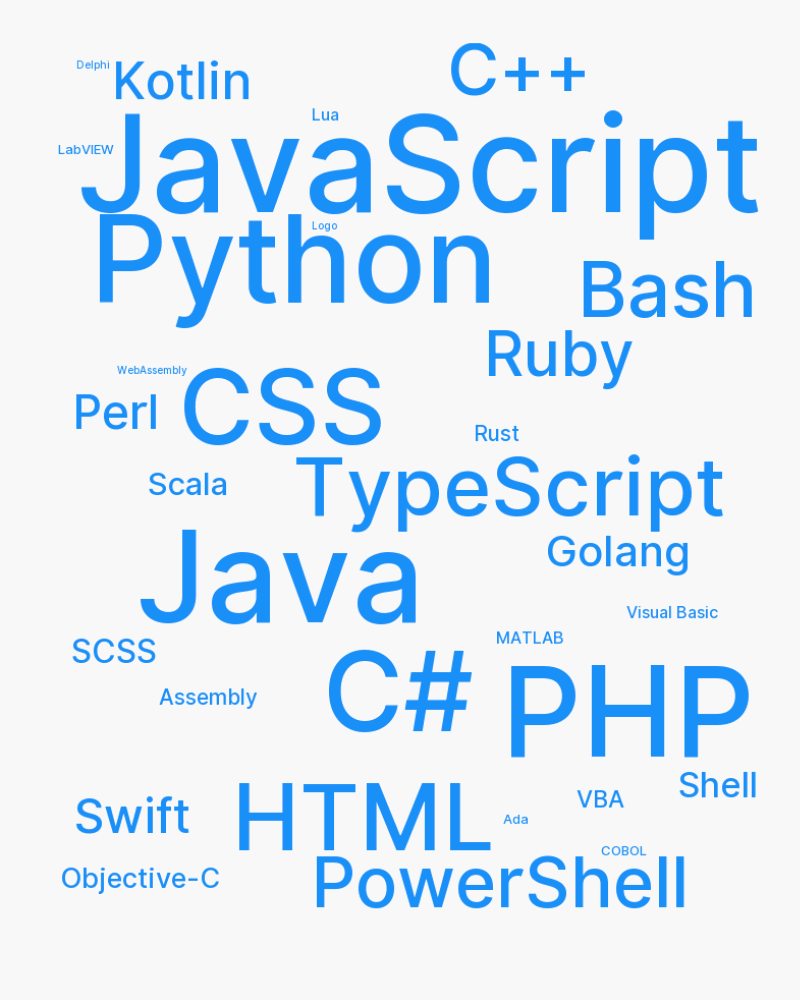 C++
Delphi
Kotlin
Lua
JavaScript
LabVIEW
Logo
Python
Bash
Ruby
WebAssembly
CSS
Perl
Rust
Scala
TypeScript
Golang
Java
Visual Basic
MATLAB
SCSS
C#
Assembly
PHP
Shell
VBA
Swift
HTML
Ada
COBOL
Objective-C
PowerShell